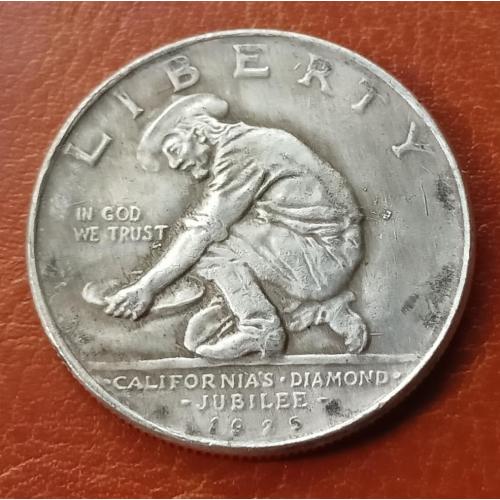 LIBERTY
IN GOD
WE TRUST
·CALIFORNIA'S·DIAMOND·
-JUBILEE-
1925